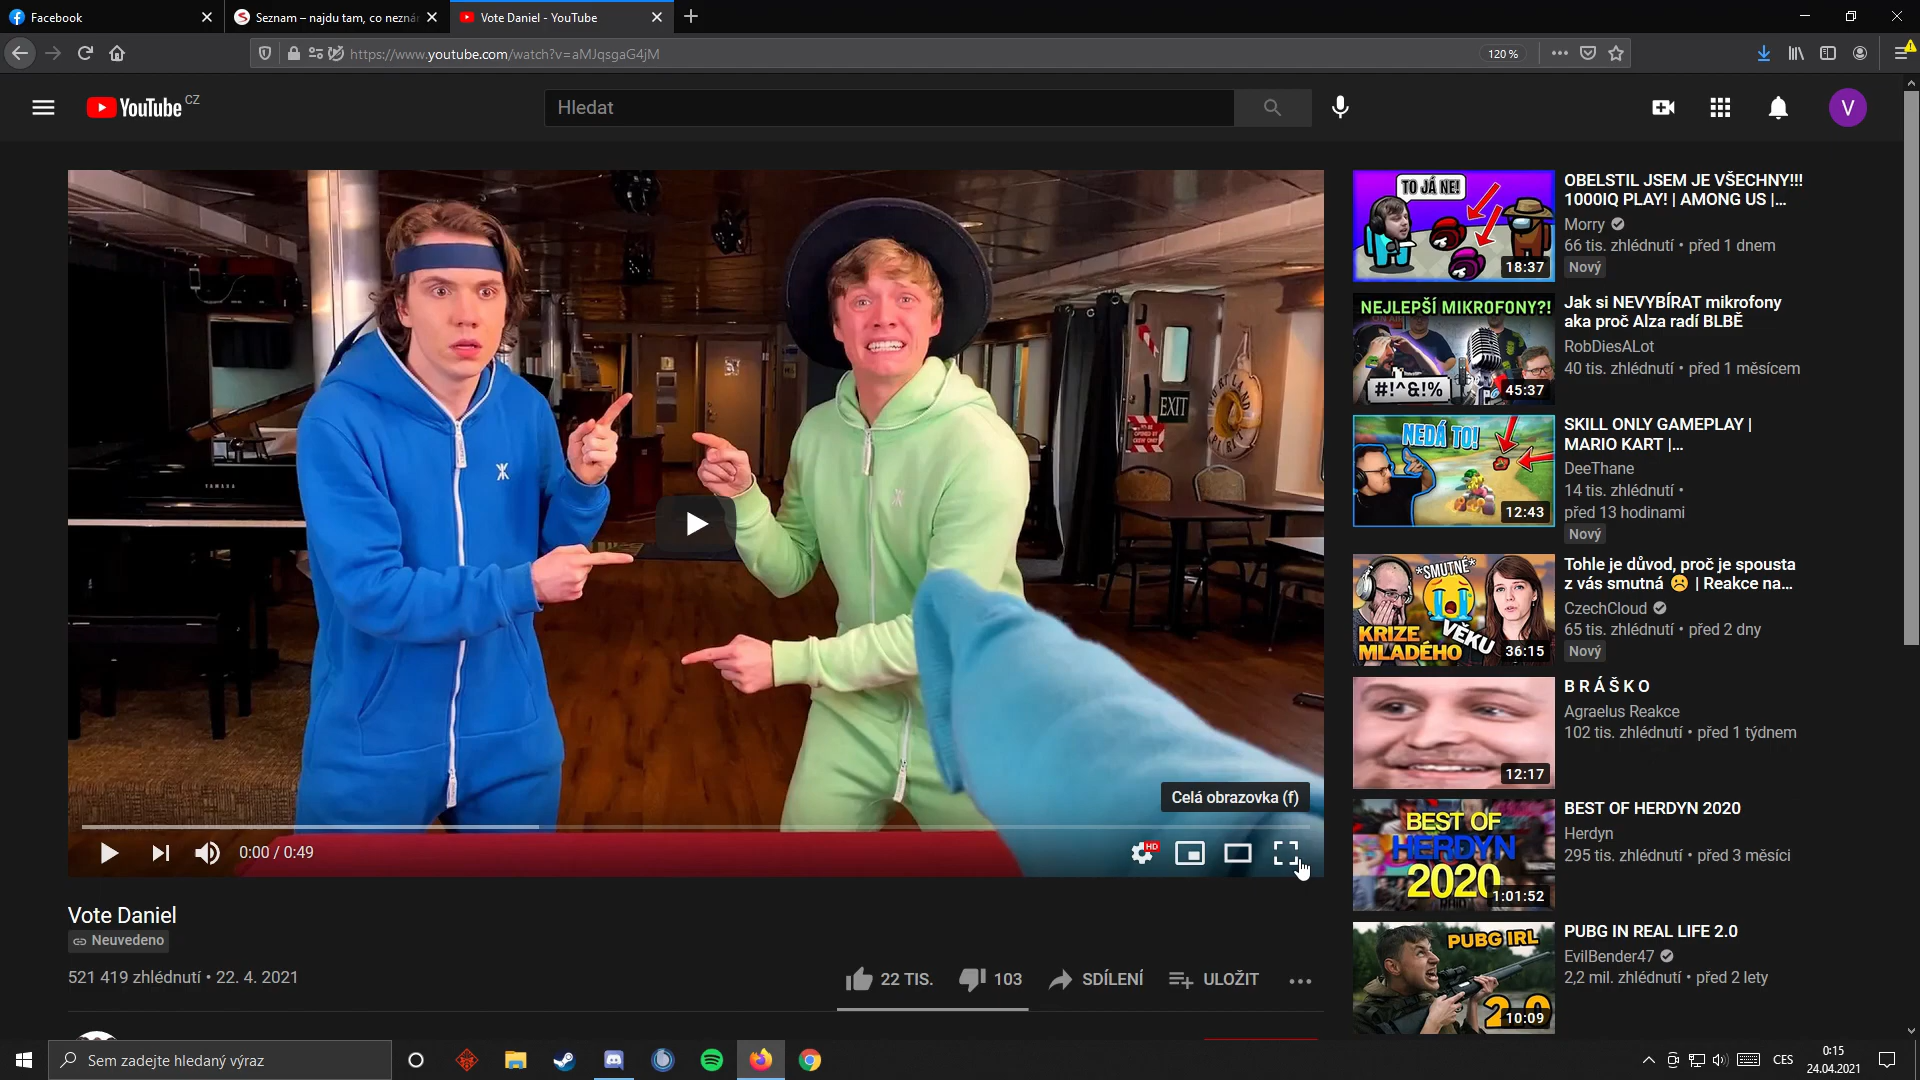 Facebook
Seznam – najdu tam, co nezná
Vote Daniel - YouTube
https://www.youtube.com/watch?v=aMJqsgaG4jM
120 %
YouTube CZ
Hledat
V
YAMAHA
EXIT
Celá obrazovka (f)
0:00 / 0:49
HD
Vote Daniel
Neuvedeno
521 419 zhlédnutí • 22. 4. 2021
22 TIS.
103
SDÍLENÍ
ULOŽIT
TO JÁ NE!
18:37
OBELSTIL JSEM JE VŠECHNY!!!
1000IQ PLAY! | AMONG US |...
Morry
66 tis. zhlédnutí • před 1 dnem
Nový
NEJLEPŠÍ MIKROFONY?!
#!^&!%
45:37
Jak si NEVYBÍRAT mikrofony
aka proč Alza radí BLBĚ
RobDiesALot
40 tis. zhlédnutí • před 1 měsícem
NEDÁ TO!
12:43
SKILL ONLY GAMEPLAY |
MARIO KART |...
DeeThane
14 tis. zhlédnutí •
před 13 hodinami
Nový
*SMUTNÉ*
KRIZE
MLADÉHO
VĚKU
36:15
Tohle je důvod, proč je spousta
z vás smutná ☹️ | Reakce na...
CzechCloud
65 tis. zhlédnutí • před 2 dny
Nový
12:17
B R Á Š K O
Agraelus Reakce
102 tis. zhlédnutí • před 1 týdnem
BEST OF
HERDYN
2020
1:01:52
BEST OF HERDYN 2020
Herdyn
295 tis. zhlédnutí • před 3 měsíci
PUBG IRL
2.0
10:09
PUBG IN REAL LIFE 2.0
EvilBender47
2,2 mil. zhlédnutí • před 2 lety
Sem zadejte hledaný výraz
CES
0:15
24.04.2021